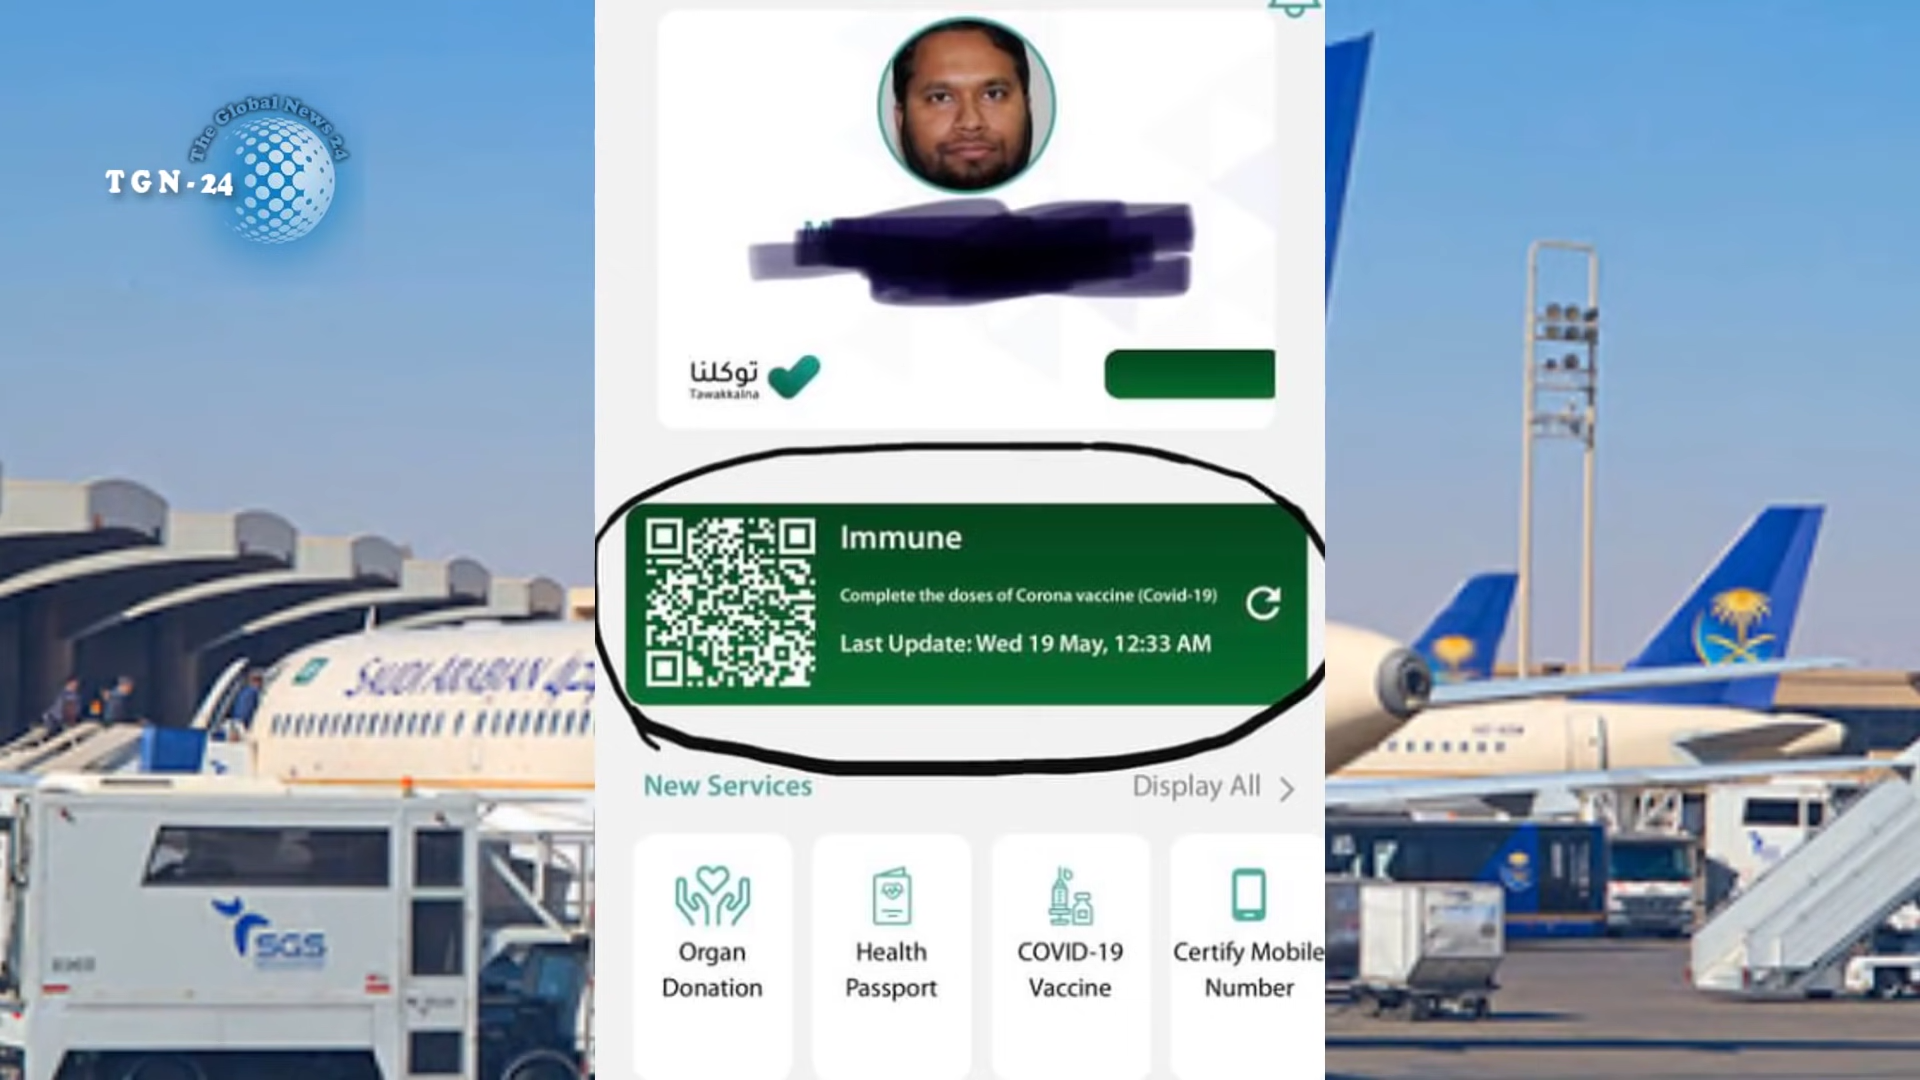 The Global News 24
TGN-24
توكلنا
Tawakkalna
Immune
Complete the doses of Corona vaccine (Covid-19)
Last Update: Wed 19 May, 12:33 AM
New Services
Display All
Organ
Donation
Health
Passport
COVID-19
Vaccine
Certify Mobile
Number
SAUDI ARABIAN
SGS